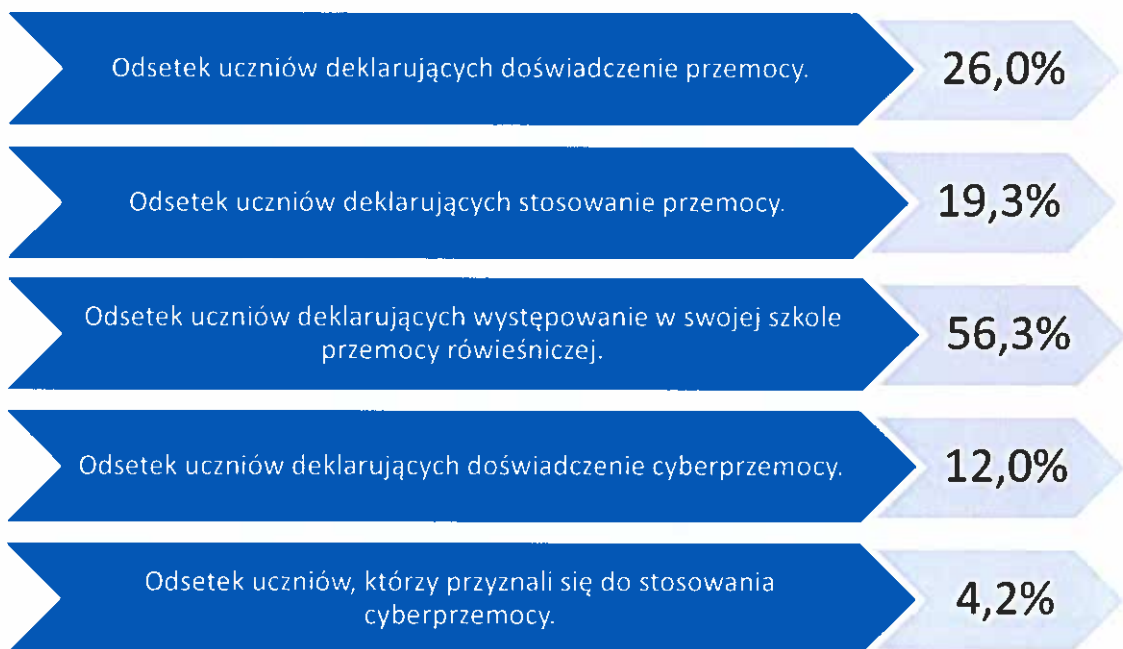 Odsetek uczniów deklarujących doświadczenie przemocy.
26,0%
Odsetek uczniów deklarujących stosowanie przemocy.
19,3%
Odsetek uczniów deklarujących występowanie w swojej szkole
przemocy rówieśniczej.
56,3%
Odsetek uczniów deklarujących doświadczenie cyberprzemocy.
12,0%
Odsetek uczniów, którzy przyznali się do stosowania
cyberprzemocy.
4,2%